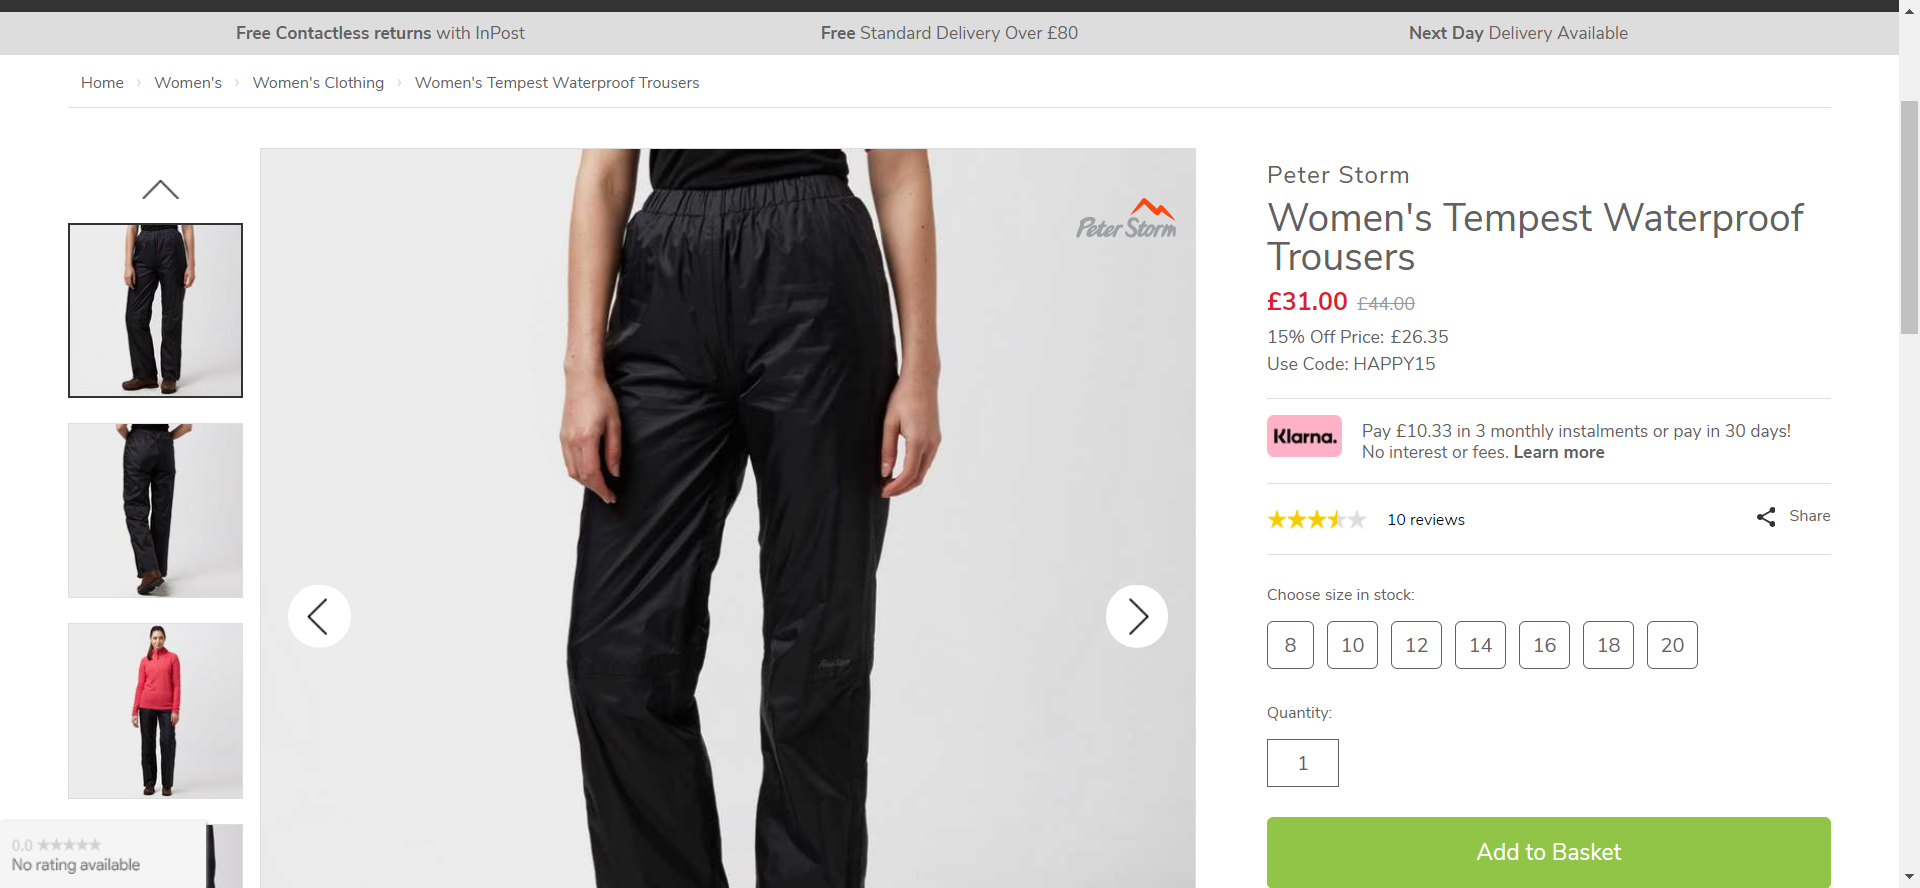 Free Contactless returns with InPost
Free Standard Delivery Over £80
Next Day Delivery Available
Home › Women's › Women's Clothing › Women's Tempest Waterproof Trousers
Peter Storm
Peter Storm
Women's Tempest Waterproof
Trousers
£31.00 £44.00
15% Off Price: £26.35
Use Code: HAPPY15
Klarna.
Pay £10.33 in 3 monthly instalments or pay in 30 days!
No interest or fees. Learn more
10 reviews
Share
Choose size in stock:
8 10 12 14 16 18 20
Quantity:
1
Add to Basket
0.0
No rating available